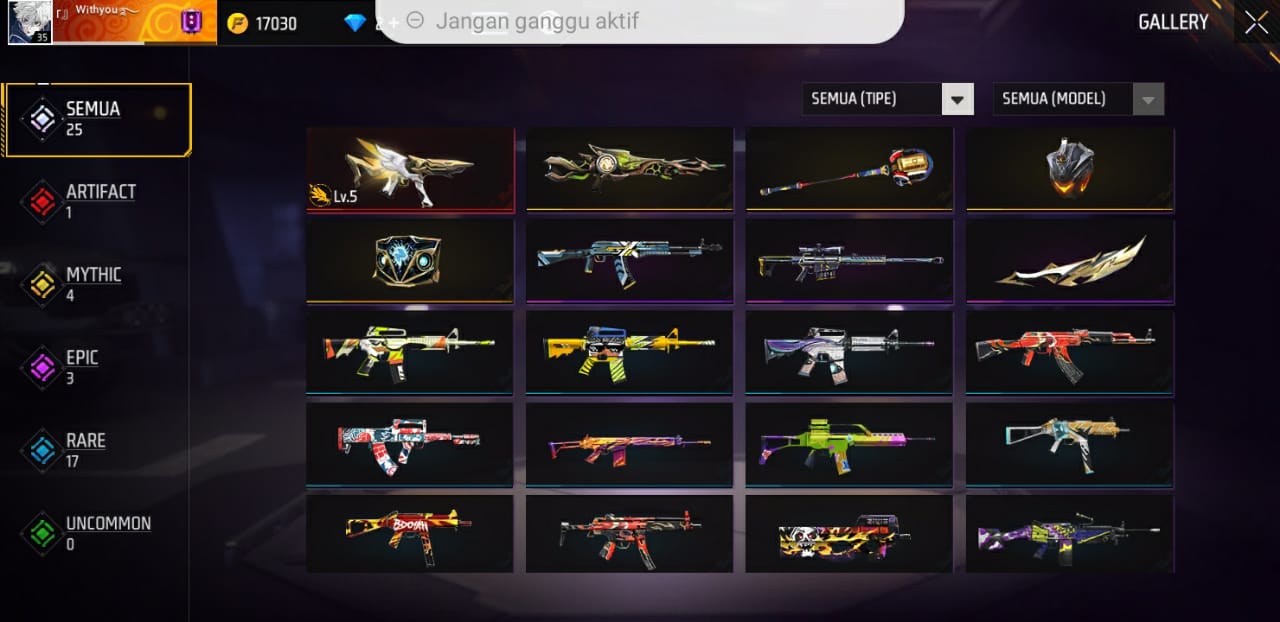 Withyou
35
17030
2 +
Jangan ganggu aktif
GALLERY
SEMUA
25
ARTIFACT
1
MYTHIC
4
EPIC
3
RARE
17
UNCOMMON
0
SEMUA (TIPE)
SEMUA (MODEL)
Lv.5
BOOYAH